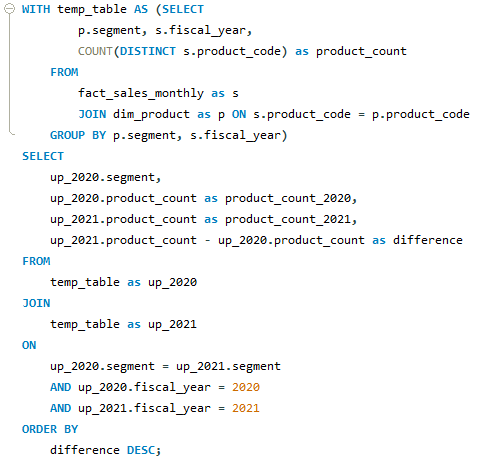 WITH temp_table AS (SELECT
        p.segment, s.fiscal_year,
        COUNT(DISTINCT s.product_code) as product_count
    FROM
        fact_sales_monthly as s
        JOIN dim_product as p ON s.product_code = p.product_code
    GROUP BY p.segment, s.fiscal_year)
SELECT
    up_2020.segment,
    up_2020.product_count as product_count_2020,
    up_2021.product_count as product_count_2021,
    up_2021.product_count - up_2020.product_count as difference
FROM
    temp_table as up_2020
JOIN
    temp_table as up_2021
ON
    up_2020.segment = up_2021.segment
    AND up_2020.fiscal_year = 2020
    AND up_2021.fiscal_year = 2021
ORDER BY
    difference DESC;